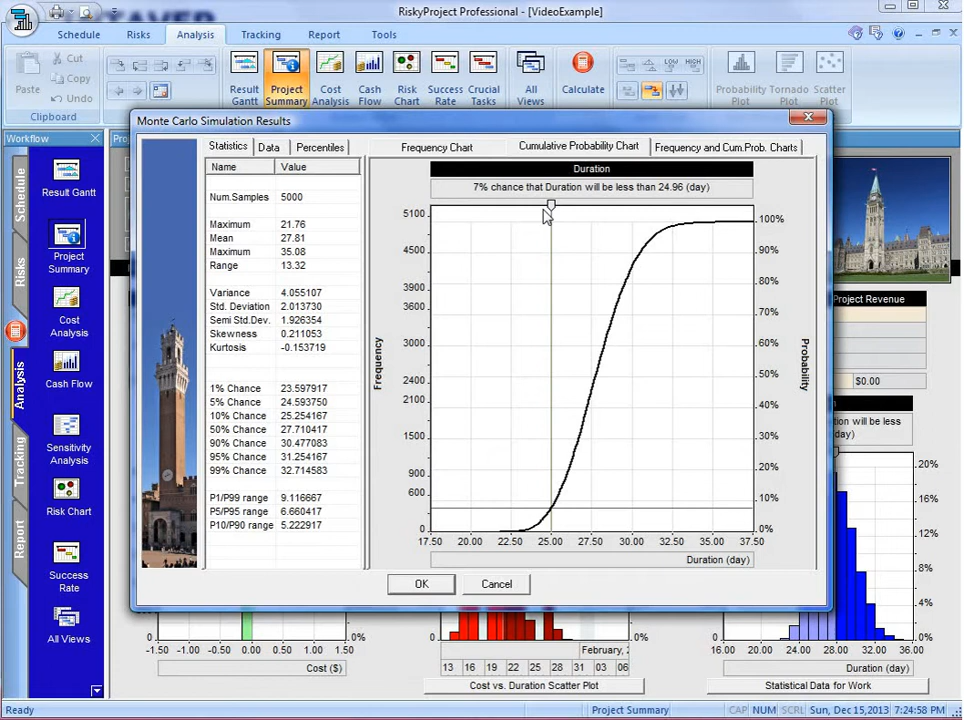 RiskyProject Professional - [VideoExample]
Schedule Risks Analysis Tracking Report Tools
Paste Cut Copy Undo
Clipboard
Result Gantt
Project Summary
Cost Analysis
Cash Flow
Risk Chart
Success Rate
Crucial Tasks
All Views
Calculate
LOW HIGH
Probability Plot
Tornado Plot
Scatter Plot
Workflow
Schedule
Risks
Analysis
Tracking
Report
Result Gantt
Project
Summary
Cost
Analysis
Cash Flow
Sensitivity
Analysis
Risk Chart
Success
Rate
All Views
Monte Carlo Simulation Results
Statistics Data Percentiles
Name Value
Num.Samples 5000
Maximum 21.76
Mean 27.81
Maximum 35.08
Range 13.32
Variance 4.055107
Std. Deviation 2.013730
Semi Std.Dev. 1.926354
Skewness 0.211053
Kurtosis -0.153719
1% Chance 23.597917
5% Chance 24.593750
10% Chance 25.254167
50% Chance 27.710417
90% Chance 30.477083
95% Chance 31.254167
99% Chance 32.714583
P1/P99 range 9.116667
P5/P95 range 6.660417
P10/P90 range 5.222917
Frequency Chart Cumulative Probability Chart Frequency and Cum.Prob. Charts
Duration
7% chance that Duration will be less than 24.96 (day)
5100
4500
3900
3600
3000
2400
2100
1500
900
600
0
Frequency
100%
90%
80%
70%
60%
50%
40%
30%
20%
10%
0%
Probability
17.50 20.00 22.50 25.00 27.50 30.00 32.50 35.00 37.50
Duration (day)
OK Cancel
Project Revenue
$0.00
on will be less
day)
20%
16%
12%
8%
4%
0%
16.00 20.00 24.00 28.00 32.00 36.00
Duration (day)
Statistical Data for Work
0 0%
-1.50 -1.00 -0.50 0.00 0.50 1.00 1.50
Cost ($)
0 0%
February, 2
13 16 19 22 25 28 31 03 06
Cost vs. Duration Scatter Plot
Ready Project Summary CAP NUM SCRL Sun, Dec 15,2013 7:24:58 PM